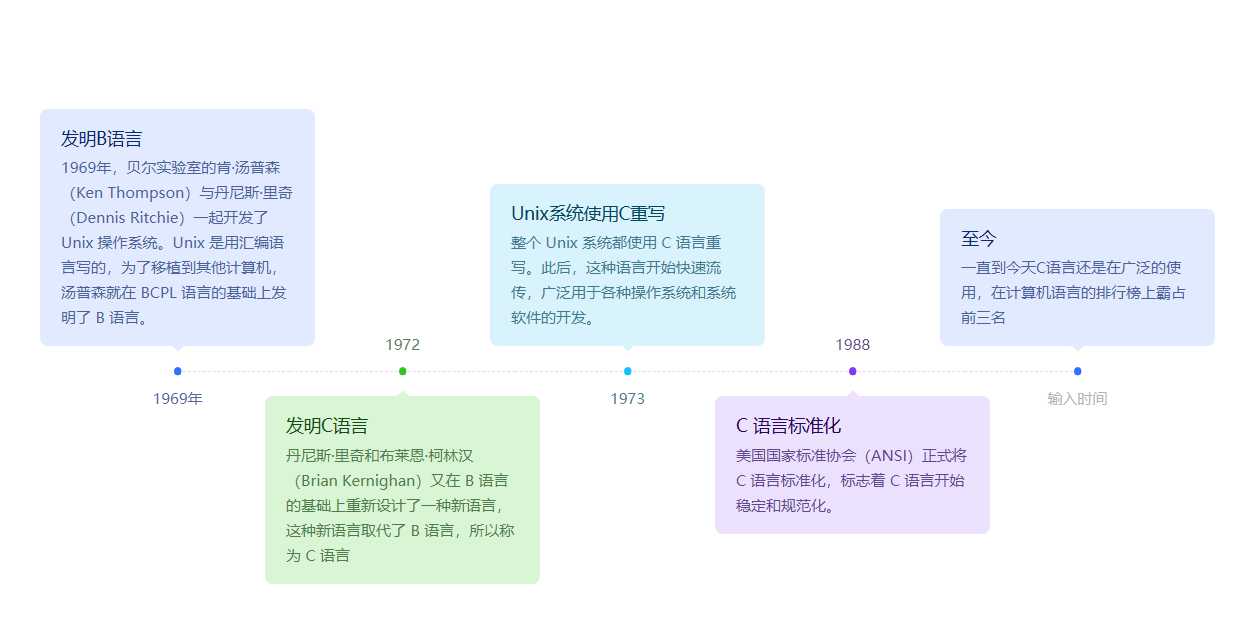 发明B语言
1969年，贝尔实验室的肯·汤普森
（Ken Thompson）与丹尼斯·里奇
（Dennis Ritchie）一起开发了
Unix 操作系统。Unix 是用汇编语
言写的，为了移植到其他计算机，
汤普森就在 BCPL 语言的基础上发
明了 B 语言。
1969年
1972
发明C语言
丹尼斯·里奇和布莱恩·柯林汉
（Brian Kernighan）又在 B 语言
的基础上重新设计了一种新语言，
这种新语言取代了 B 语言，所以称
为 C 语言
Unix系统使用C重写
整个 Unix 系统都使用 C 语言重
写。此后，这种语言开始快速流
传，广泛用于各种操作系统和系统
软件的开发。
1973
1988
C 语言标准化
美国国家标准协会（ANSI）正式将
C 语言标准化，标志着 C 语言开始
稳定和规范化。
至今
一直到今天C语言还是在广泛的使
用，在计算机语言的排行榜上霸占
前三名
输入时间